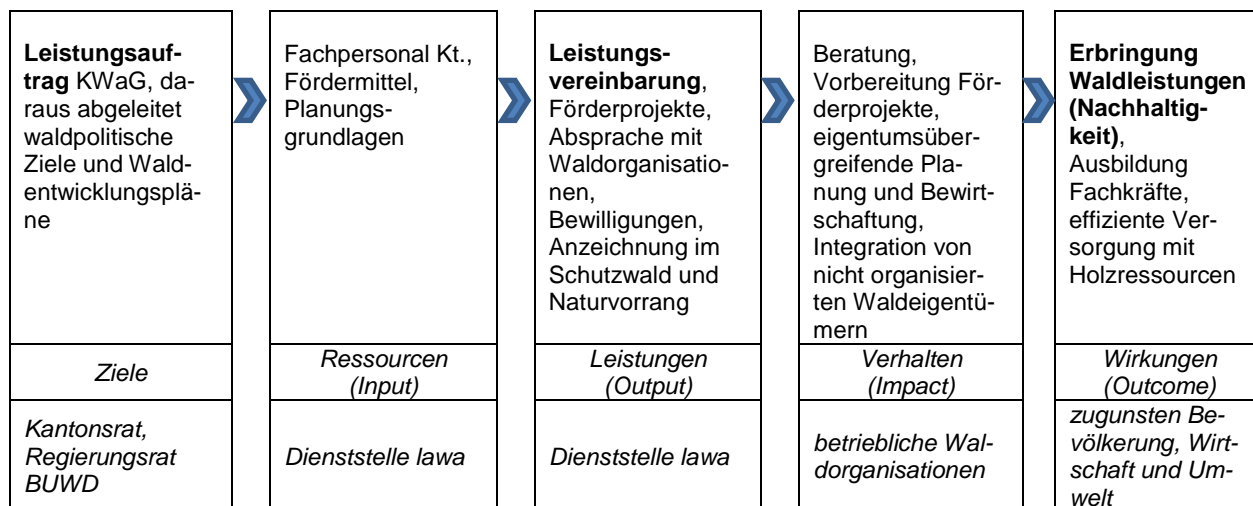 Leistungsauf-
trag KWaG, da-
raus abgeleitet
waldpolitische
Ziele und Wald-
entwicklungsplä-
ne
Ziele
Kantonsrat,
Regierungsrat
BUWD
Fachpersonal Kt.,
Fördermittel,
Planungs-
grundlagen
Ressourcen
(Input)
Dienststelle lawa
Leistungs-
vereinbarung,
Förderprojekte,
Absprache mit
Waldorganisatio-
nen,
Bewilligungen,
Anzeichnung im
Schutzwald und
Naturvorrang
Leistungen
(Output)
Dienststelle lawa
Beratung,
Vorbereitung För-
derprojekte,
eigentumsüber-
greifende Pla-
nung und Bewirt-
schaftung,
Integration von
nicht organisier-
ten Waldeigentü-
mern
Verhalten
(Impact)
betriebliche Wal-
dorganisationen
Erbringung
Waldleistungen
(Nachhaltig-
keit),
Ausbildung
Fachkräfte,
effiziente Ver-
sorgung mit
Holzressourcen
Wirkungen
(Outcome)
zugunsten Be-
völkerung, Wirt-
schaft und Um-
welt